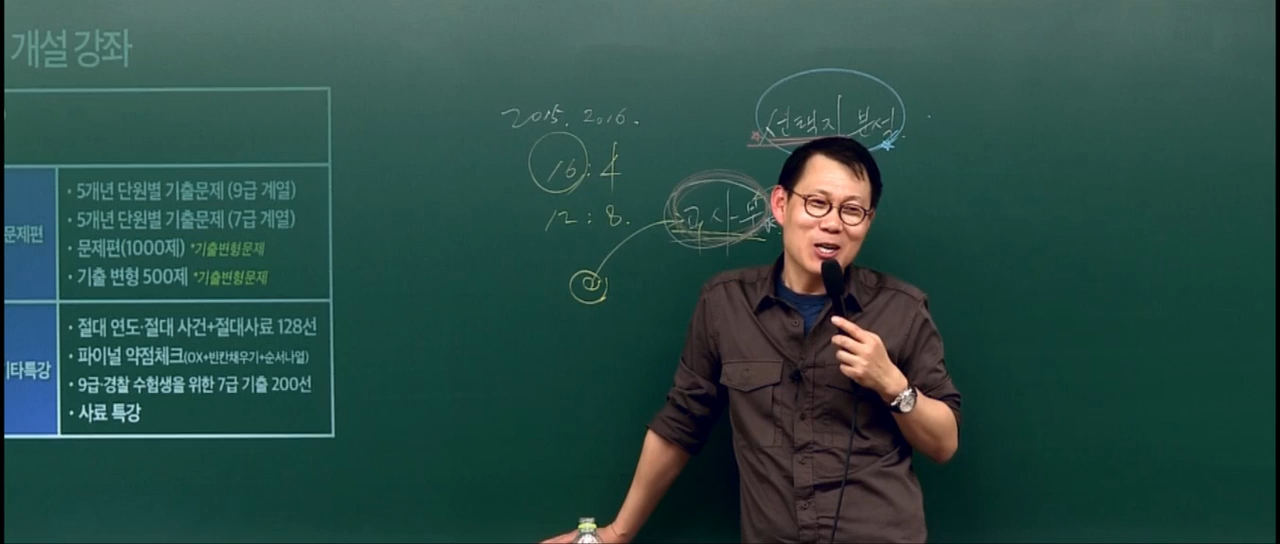 개설 강좌
문제편
· 5개년 단원별 기출문제 (9급 계열)
· 5개년 단원별 기출문제 (7급 계열)
· 문제편(1000제) *기출변형문제
· 기출 변형 500제 *기출변형문제
기타특강
· 절대 연도·절대 사건+절대사료 128선
· 파이널 약점체크(OX+빈칸채우기+순서나열)
· 9급·경찰 수험생을 위한 7급 기출 200선
· 사료 특강
2015. 2016.
16 : 4
12 : 8.
선택지 분석.